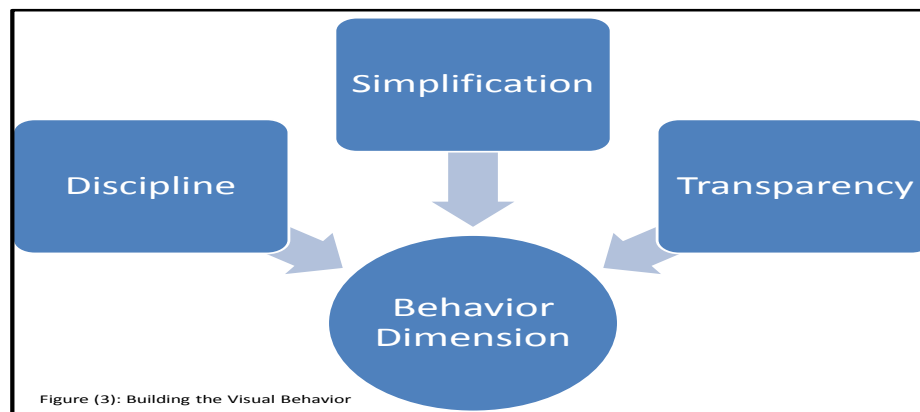 Simplification
Discipline
Transparency
Behavior
Dimension
Figure (3): Building the Visual Behavior